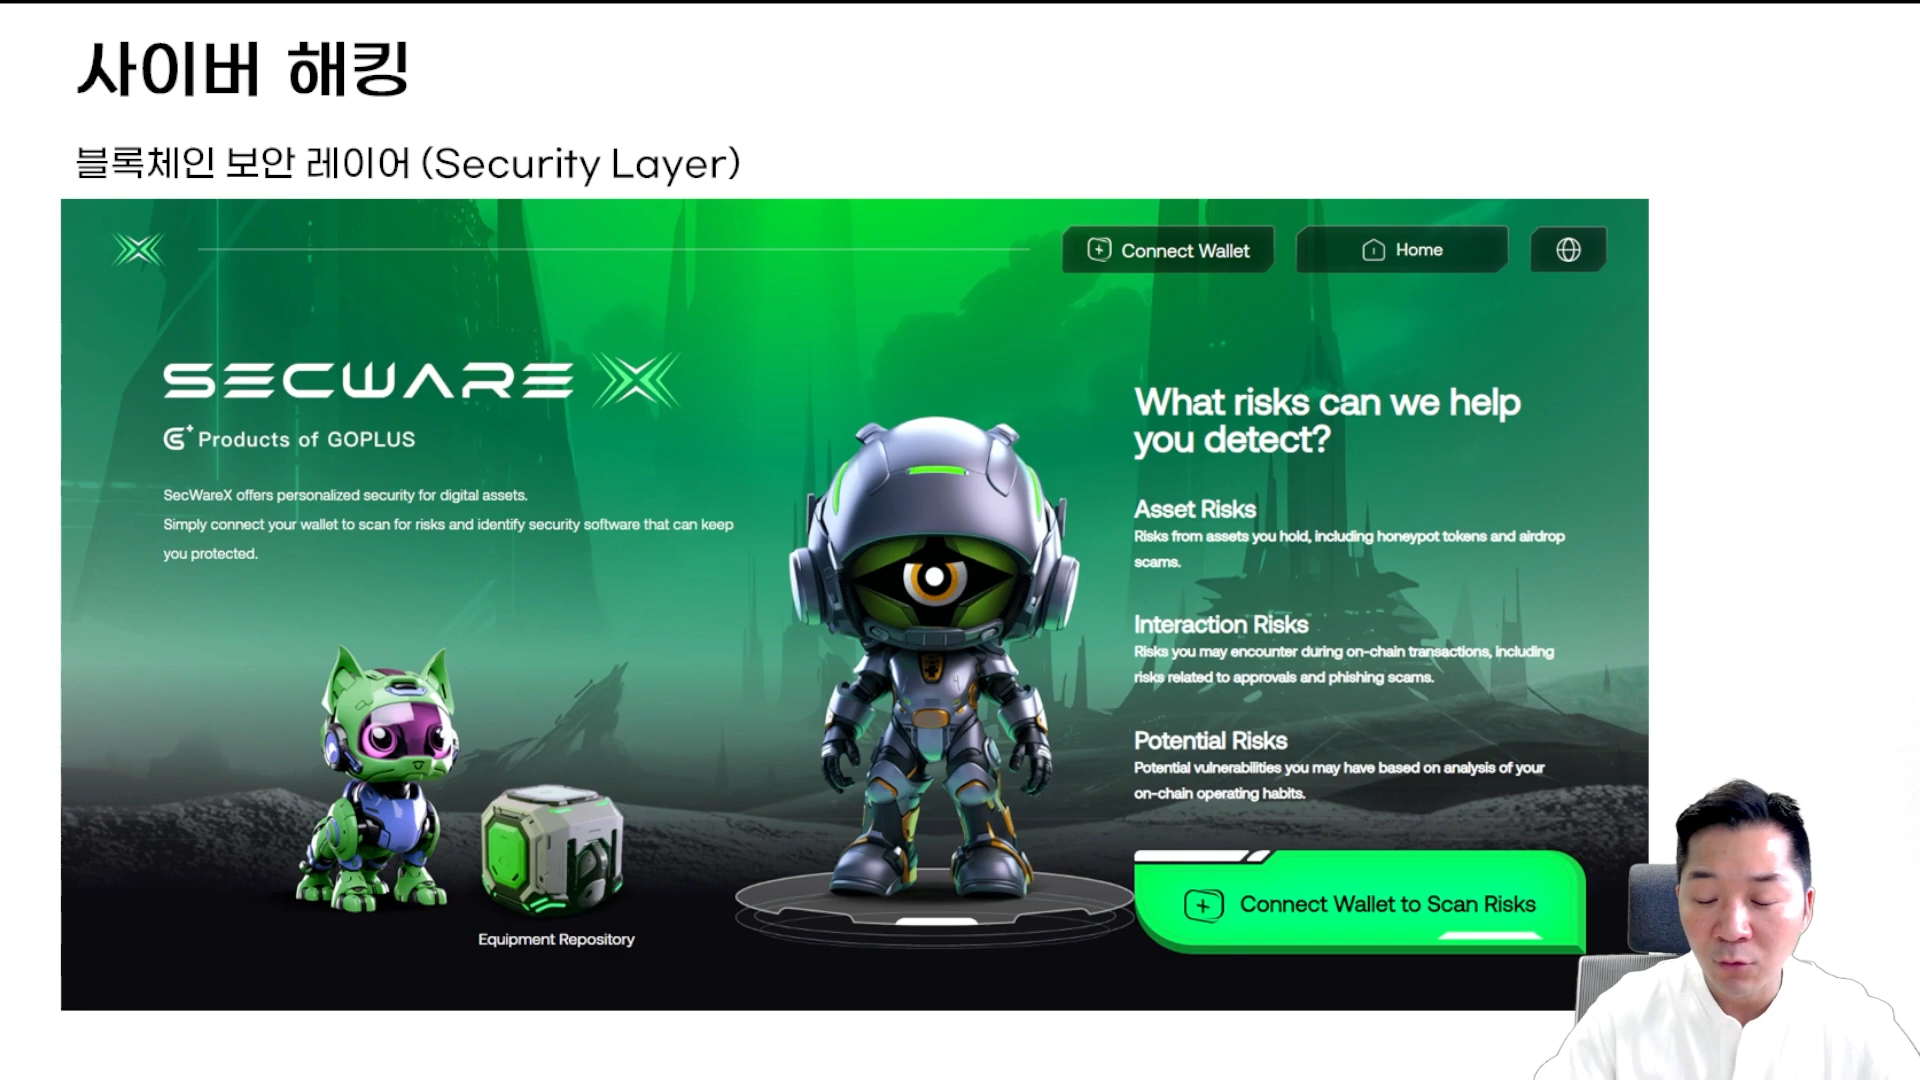 사이버 해킹
블록체인 보안 레이어 (Security Layer)
Connect Wallet
Home
SECWARE X
Products of GOPLUS
SecWareX offers personalized security for digital assets.
Simply connect your wallet to scan for risks and identify security software that can keep
you protected.
Equipment Repository
What risks can we help
you detect?
Asset Risks
Risks from assets you hold, including honeypot tokens and airdrop
scams.
Interaction Risks
Risks you may encounter during on-chain transactions, including
risks related to approvals and phishing scams.
Potential Risks
Potential vulnerabilities you may have based on analysis of your
on-chain operating habits.
Connect Wallet to Scan Risks